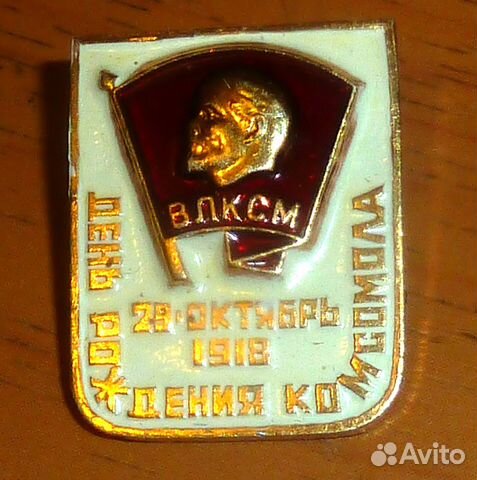 ВЛКСМ
29·ОКТЯБРЬ
1918
ДЕНЬ РОЖДЕНИЯ КОМСОМОЛА
Avito